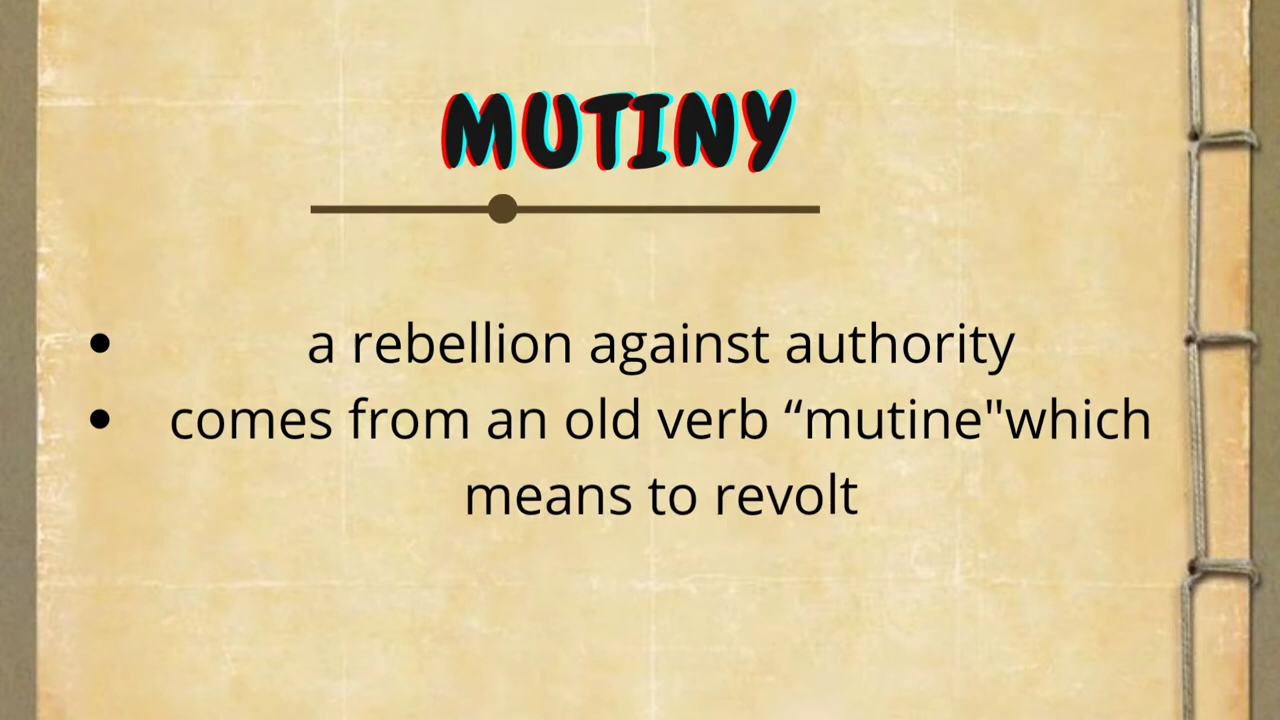 MUTINY
• a rebellion against authority
• comes from an old verb “mutine"which
means to revolt